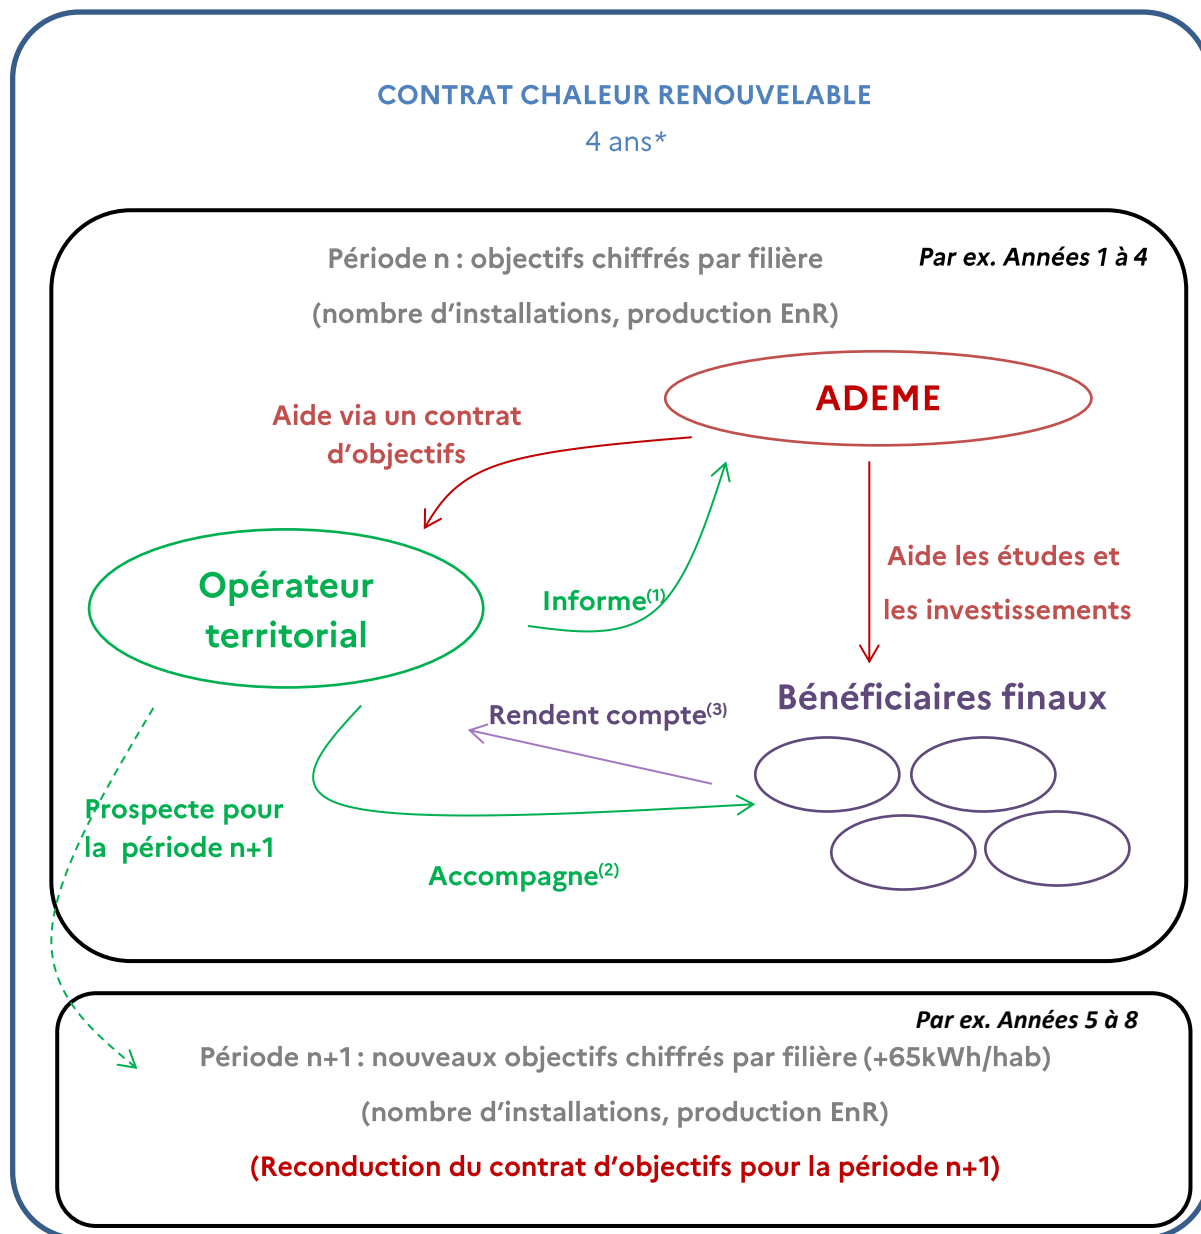 CONTRAT CHALEUR RENOUVELABLE
4 ans*
Période n : objectifs chiffrés par filière
Par ex. Années 1 à 4
(nombre d’installations, production EnR)
ADEME
Aide via un contrat
d’objectifs
Opérateur
territorial
Informe(1)
Aide les études et
les investissements
Bénéficiaires finaux
Rendent compte(3)
Prospecte pour
la période n+1
Accompagne(2)
Par ex. Années 5 à 8
Période n+1 : nouveaux objectifs chiffrés par filière (+65kWh/hab)
(nombre d’installations, production EnR)
(Reconduction du contrat d’objectifs pour la période n+1)